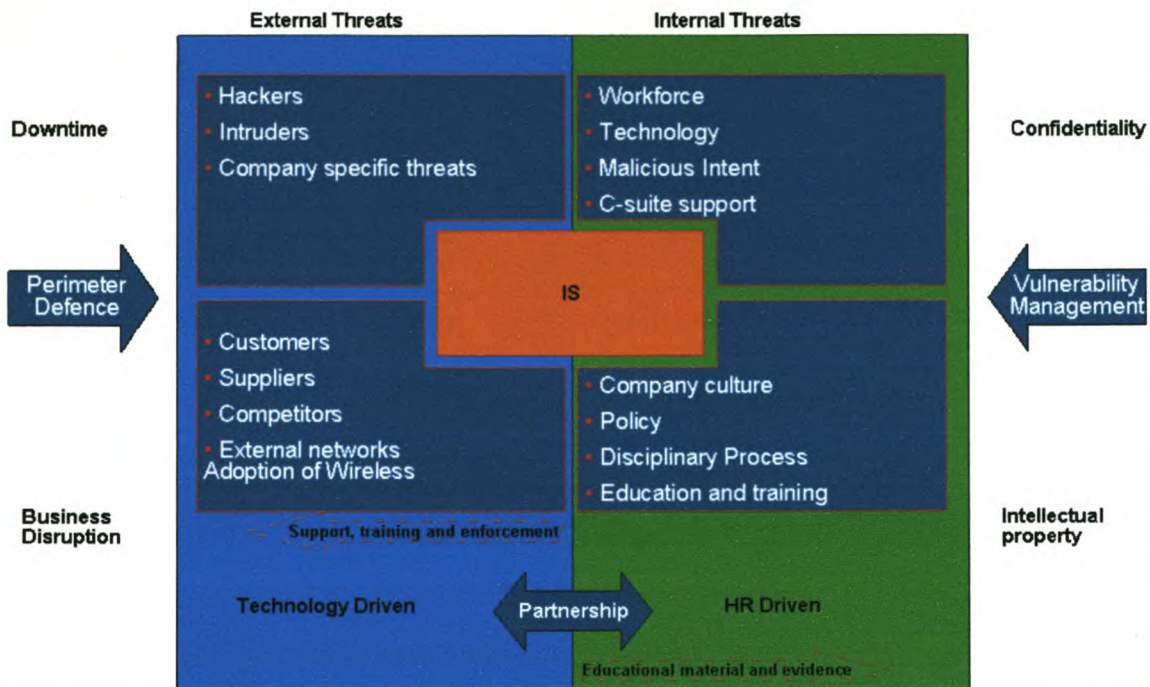 External Threats
Internal Threats
Downtime
• Hackers
• Intruders
• Company specific threats
• Workforce
• Technology
• Malicious Intent
• C-suite support
Confidentiality
Perimeter
Defence
IS
Vulnerability
Management
• Customers
• Suppliers
• Competitors
• External networks
Adoption of Wireless
• Company culture
• Policy
• Disciplinary Process
• Education and training
Business
Disruption
Intellectual
property
Support, training and enforcement
Technology Driven
Partnership
HR Driven
Educational material and evidence